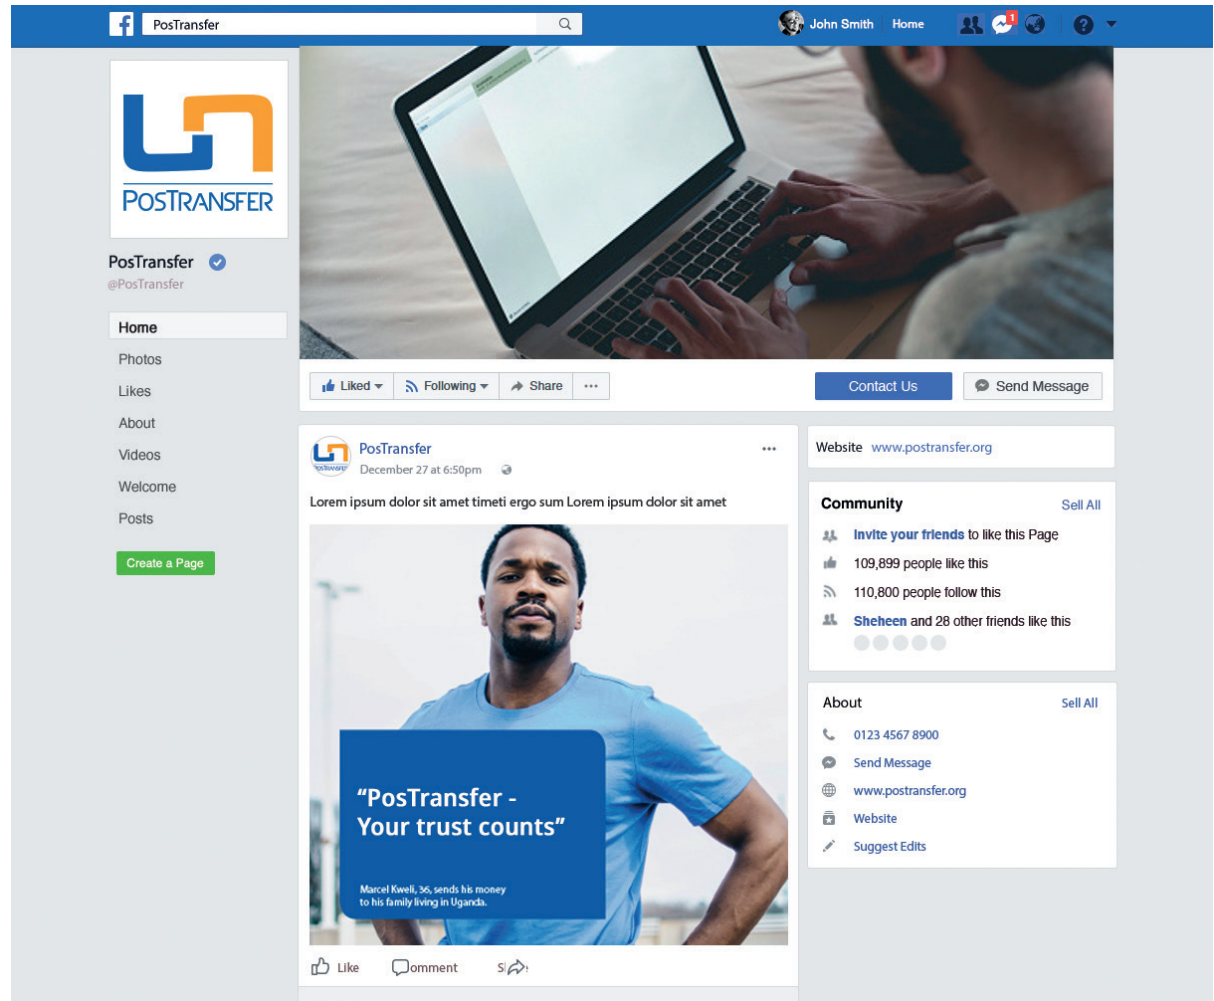 PosTransfer
John Smith
Home
1
?
POSTRANSFER
PosTransfer
@PosTransfer
Home
Photos
Likes
About
Videos
Welcome
Posts
Create a Page
Liked
Following
Share
...
Contact Us
Send Message
POSTRANSFER
PosTransfer
December 27 at 6:50pm
Lorem ipsum dolor sit amet timeti ergo sum Lorem ipsum dolor sit amet
“PosTransfer -
Your trust counts”
Marcel Kweli, 36, sends his money
to his family living in Uganda.
Like
omment
Website www.postransfer.org
Community
Sell All
Invite your friends to like this Page
109,899 people like this
110,800 people follow this
Sheheen and 28 other friends like this
About
Sell All
0123 4567 8900
Send Message
www.postransfer.org
Website
Suggest Edits